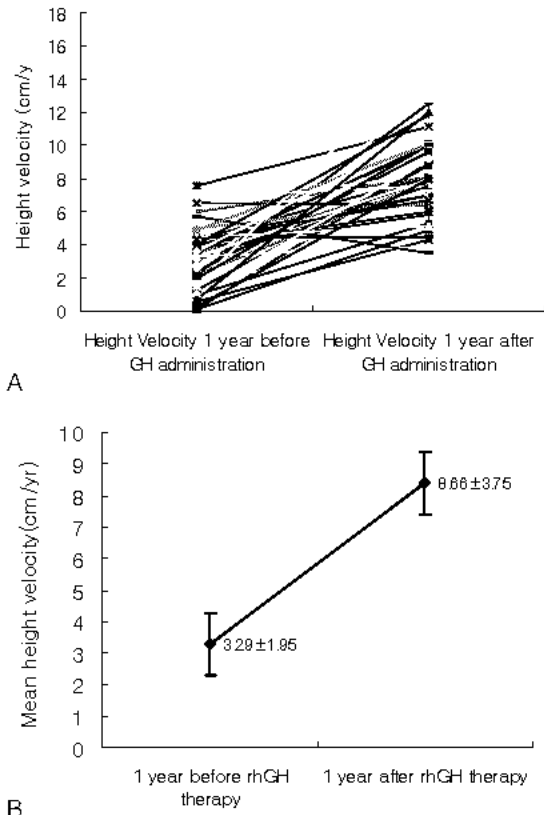 18
16
14
12
10
8
6
4
2
0
Height velocity (cm/y
Height Velocity 1 year before
GH administration
Height Velocity 1 year after
GH administration
A
10
9
8
7
6
5
4
3
2
1
0
Mean height velocity(cm/yr)
8.66±3.75
3.29±1.95
1 year before rhGH
therapy
1 year after rhGH therapy
B